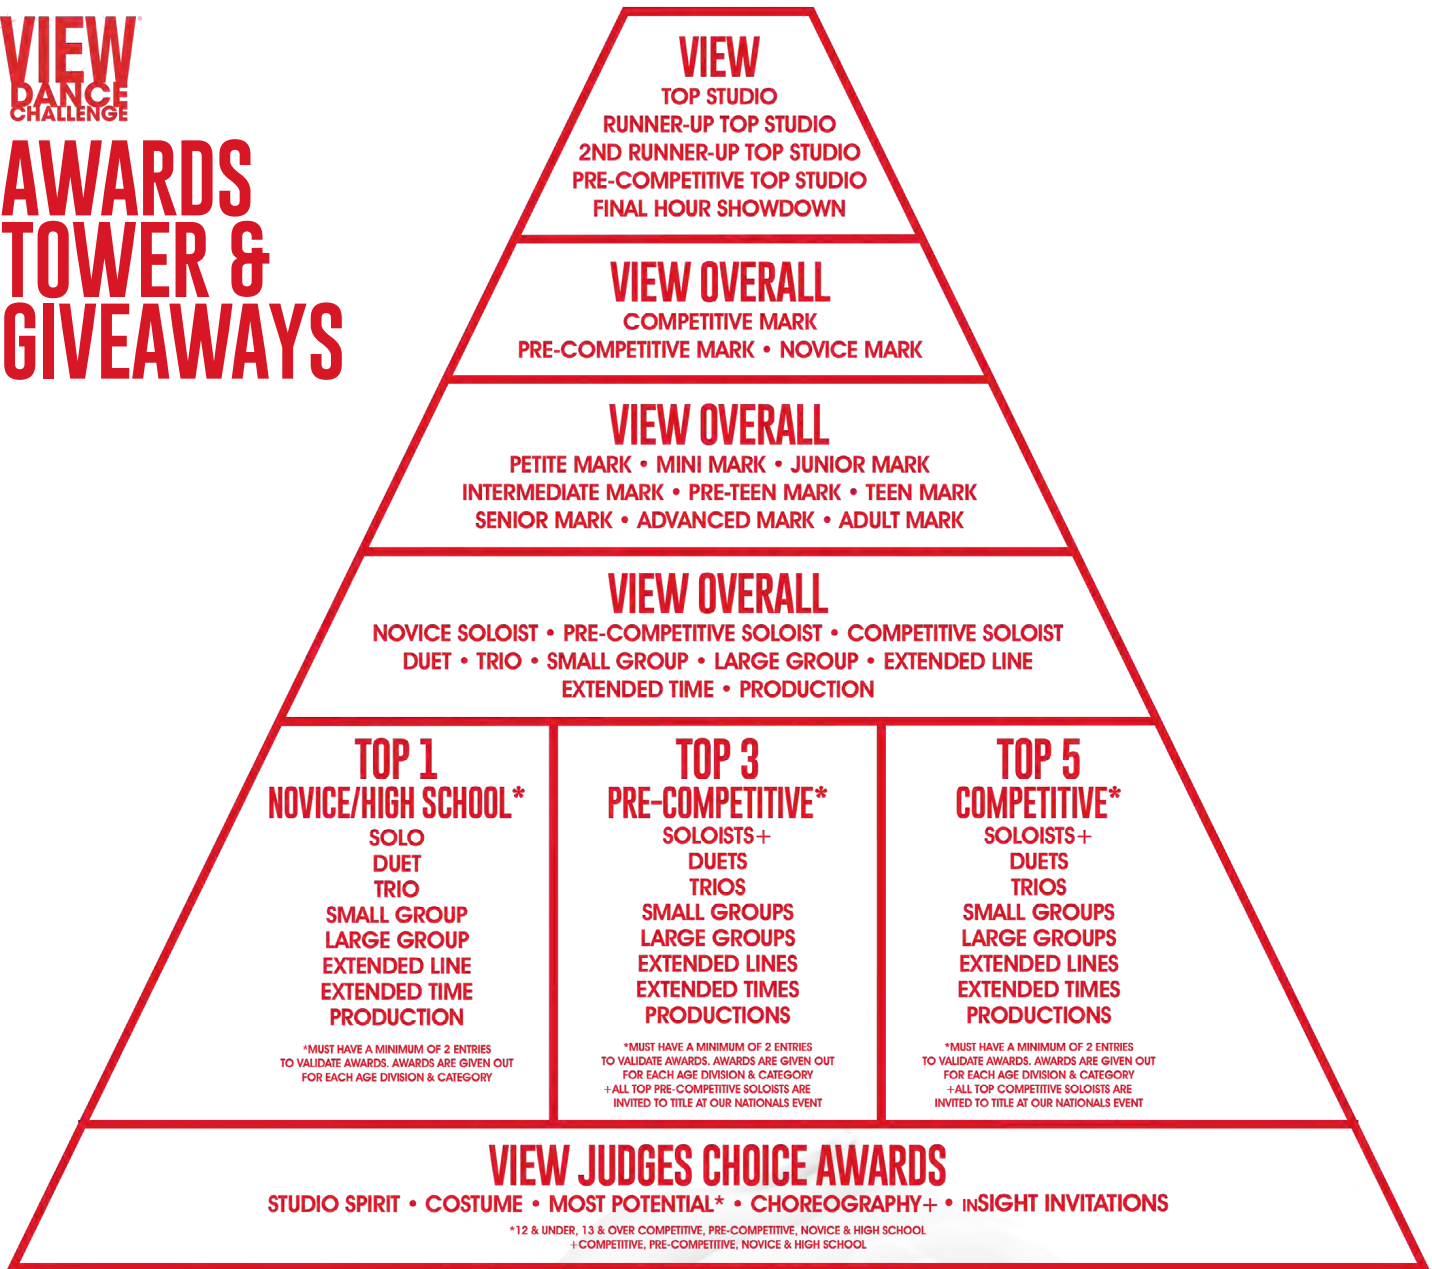 VIEW
DANCE
CHALLENGE
AWARDS
TOWER &
GIVEAWAYS
VIEW
TOP STUDIO
RUNNER-UP TOP STUDIO
2ND RUNNER-UP TOP STUDIO
PRE-COMPETITIVE TOP STUDIO
FINAL HOUR SHOWDOWN
VIEW OVERALL
COMPETITIVE MARK
PRE-COMPETITIVE MARK • NOVICE MARK
VIEW OVERALL
PETITE MARK • MINI MARK • JUNIOR MARK
INTERMEDIATE MARK • PRE-TEEN MARK • TEEN MARK
SENIOR MARK • ADVANCED MARK • ADULT MARK
VIEW OVERALL
NOVICE SOLOIST • PRE-COMPETITIVE SOLOIST • COMPETITIVE SOLOIST
DUET • TRIO • SMALL GROUP • LARGE GROUP • EXTENDED LINE
EXTENDED TIME • PRODUCTION
TOP 1
NOVICE/HIGH SCHOOL*
SOLO
DUET
TRIO
SMALL GROUP
LARGE GROUP
EXTENDED LINE
EXTENDED TIME
PRODUCTION
*MUST HAVE A MINIMUM OF 2 ENTRIES
TO VALIDATE AWARDS. AWARDS ARE GIVEN OUT
FOR EACH AGE DIVISION & CATEGORY
TOP 3
PRE-COMPETITIVE*
SOLOISTS+
DUETS
TRIOS
SMALL GROUPS
LARGE GROUPS
EXTENDED LINES
EXTENDED TIMES
PRODUCTIONS
*MUST HAVE A MINIMUM OF 2 ENTRIES
TO VALIDATE AWARDS. AWARDS ARE GIVEN OUT
FOR EACH AGE DIVISION & CATEGORY
+ALL TOP PRE-COMPETITIVE SOLOISTS ARE
INVITED TO TITLE AT OUR NATIONALS EVENT
TOP 5
COMPETITIVE*
SOLOISTS+
DUETS
TRIOS
SMALL GROUPS
LARGE GROUPS
EXTENDED LINES
EXTENDED TIMES
PRODUCTIONS
*MUST HAVE A MINIMUM OF 2 ENTRIES
TO VALIDATE AWARDS. AWARDS ARE GIVEN OUT
FOR EACH AGE DIVISION & CATEGORY
+ALL TOP COMPETITIVE SOLOISTS ARE
INVITED TO TITLE AT OUR NATIONALS EVENT
VIEW JUDGES CHOICE AWARDS
STUDIO SPIRIT • COSTUME • MOST POTENTIAL* • CHOREOGRAPHY+ • INSIGHT INVITATIONS
*12 & UNDER, 13 & OVER COMPETITIVE, PRE-COMPETITIVE, NOVICE & HIGH SCHOOL
+COMPETITIVE, PRE-COMPETITIVE, NOVICE & HIGH SCHOOL